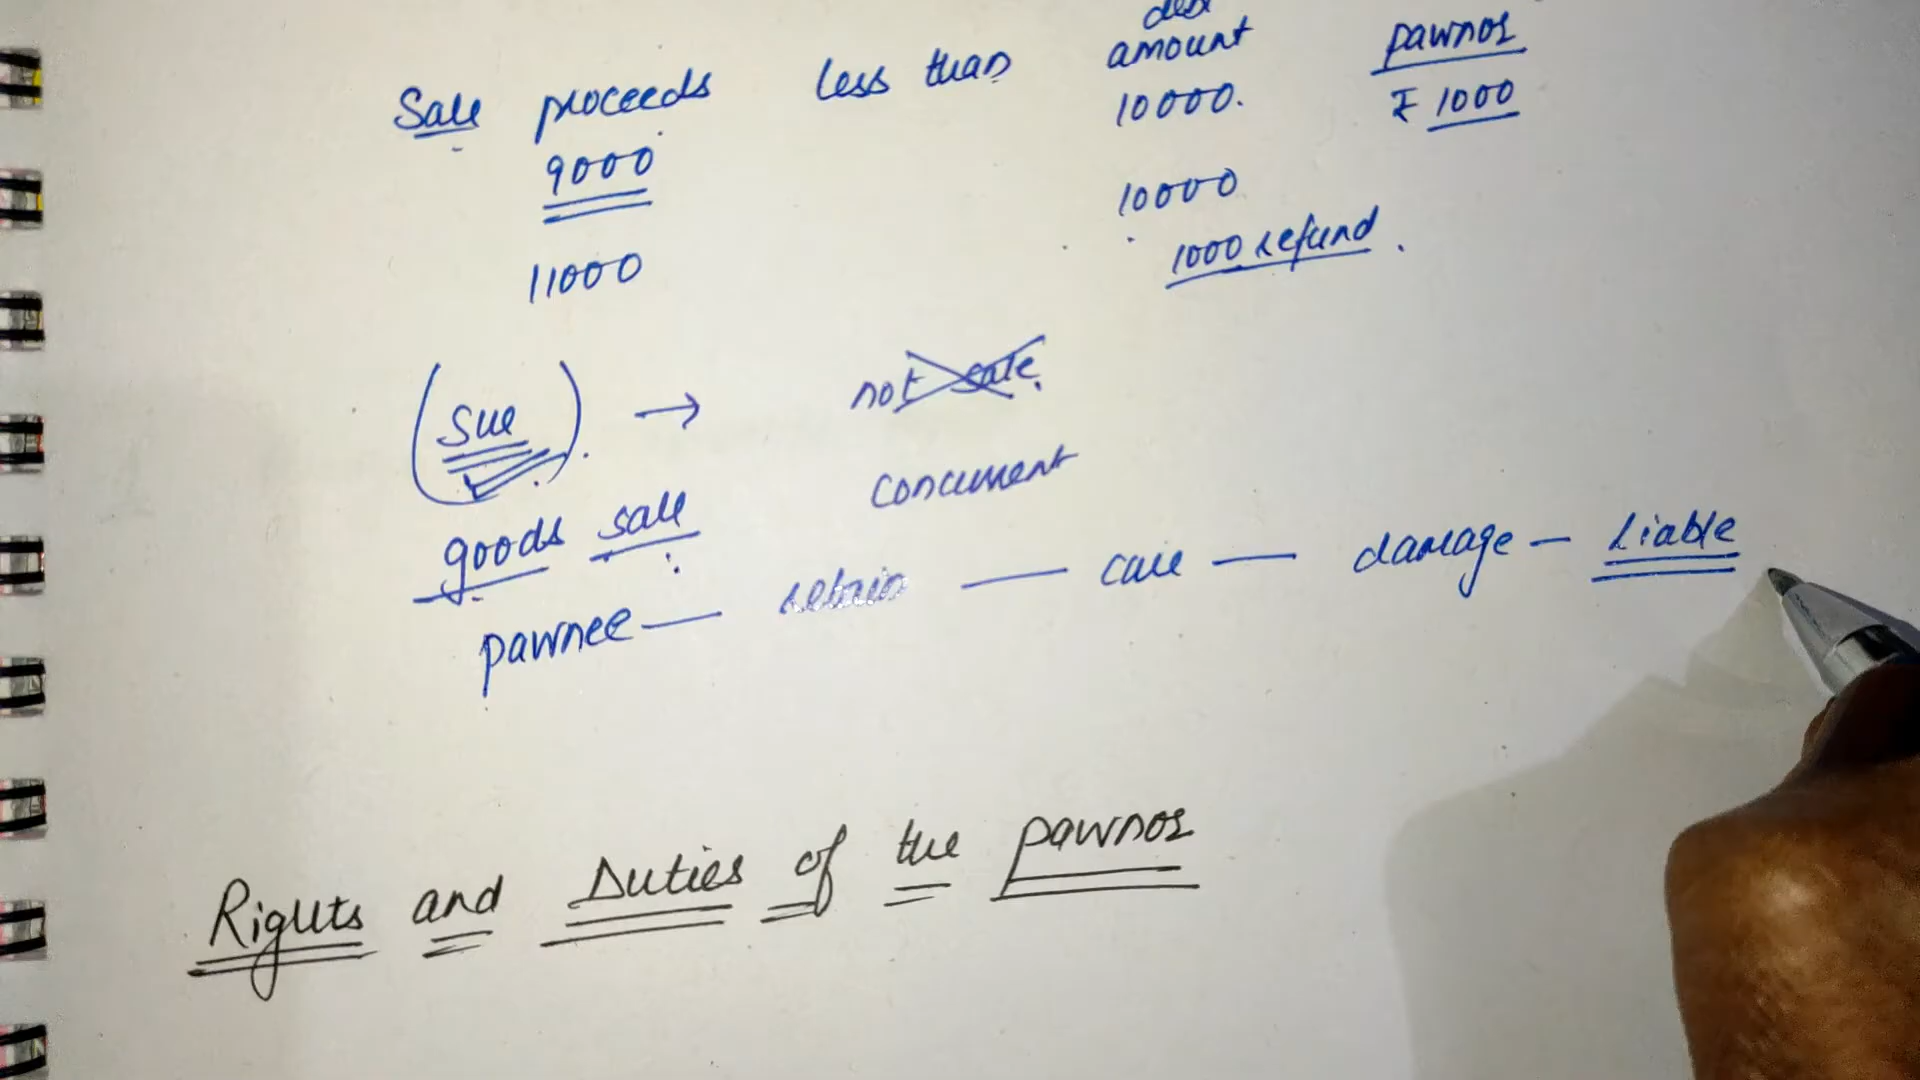 amount pawnor
Sale proceeds less than 10000. ₹ 1000
9000 10000
11000 1000 refund.
(Sue) → not sale.
concurrent
goods sale
pawnee — retain — care — damage — liable
Rights and Duties of the pawnor